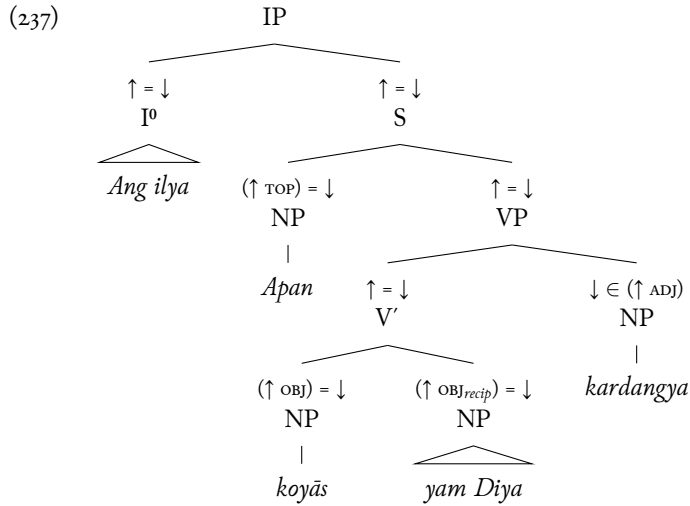 (237) IP
↑ = ↓ ↑ = ↓
I⁰ S
Ang ilya (↑ TOP) = ↓ ↑ = ↓
NP VP
Apan ↑ = ↓ ↓ ∈ (↑ ADJ)
V′ NP
(↑ OBJ) = ↓ (↑ OBJrecip) = ↓ kardangya
NP NP
koyās yam Diya